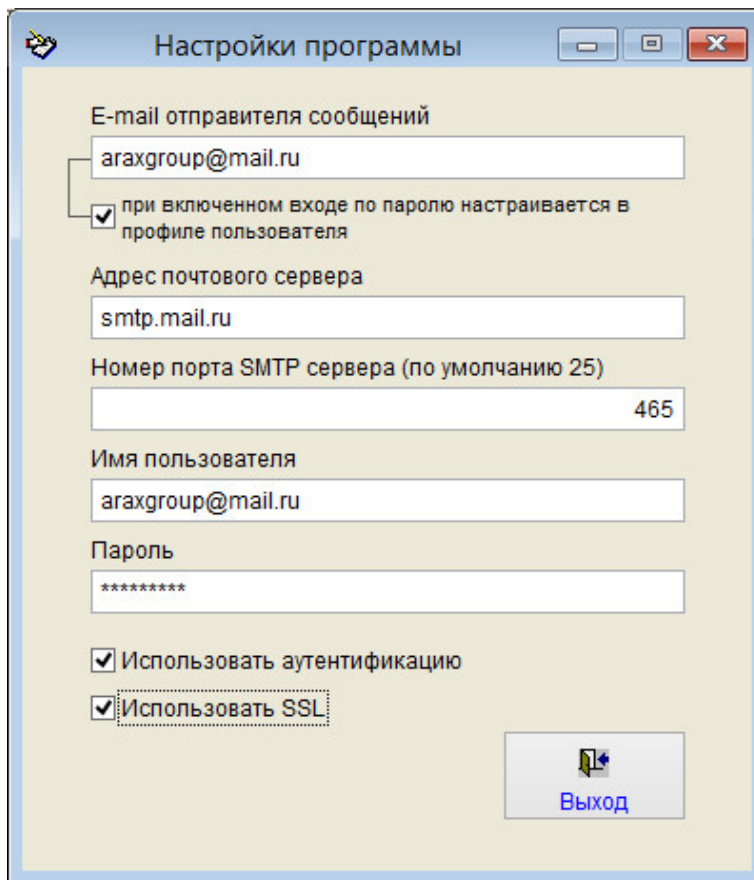 Настройки программы
E-mail отправителя сообщений
araxgroup@mail.ru
при включенном входе по паролю настраивается в
профиле пользователя
Адрес почтового сервера
smtp.mail.ru
Номер порта SMTP сервера (по умолчанию 25)
465
Имя пользователя
araxgroup@mail.ru
Пароль
*********
Использовать аутентификацию
Использовать SSL
Выход